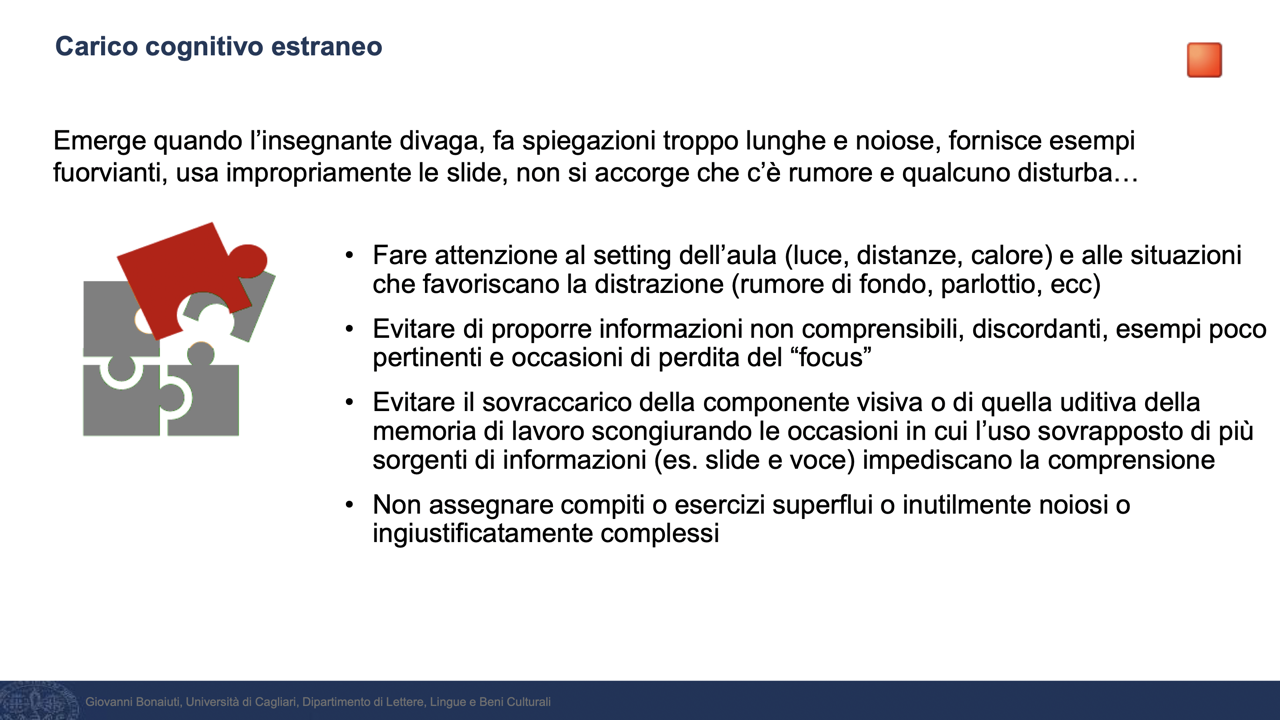 Carico cognitivo estraneo
Emerge quando l’insegnante divaga, fa spiegazioni troppo lunghe e noiose, fornisce esempi
fuorvianti, usa impropriamente le slide, non si accorge che c’è rumore e qualcuno disturba…
• Fare attenzione al setting dell’aula (luce, distanze, calore) e alle situazioni
che favoriscano la distrazione (rumore di fondo, parlottio, ecc)
• Evitare di proporre informazioni non comprensibili, discordanti, esempi poco
pertinenti e occasioni di perdita del “focus”
• Evitare il sovraccarico della componente visiva o di quella uditiva della
memoria di lavoro scongiurando le occasioni in cui l’uso sovrapposto di più
sorgenti di informazioni (es. slide e voce) impediscano la comprensione
• Non assegnare compiti o esercizi superflui o inutilmente noiosi o
ingiustificatamente complessi
Giovanni Bonaiuti, Università di Cagliari, Dipartimento di Lettere, Lingue e Beni Culturali